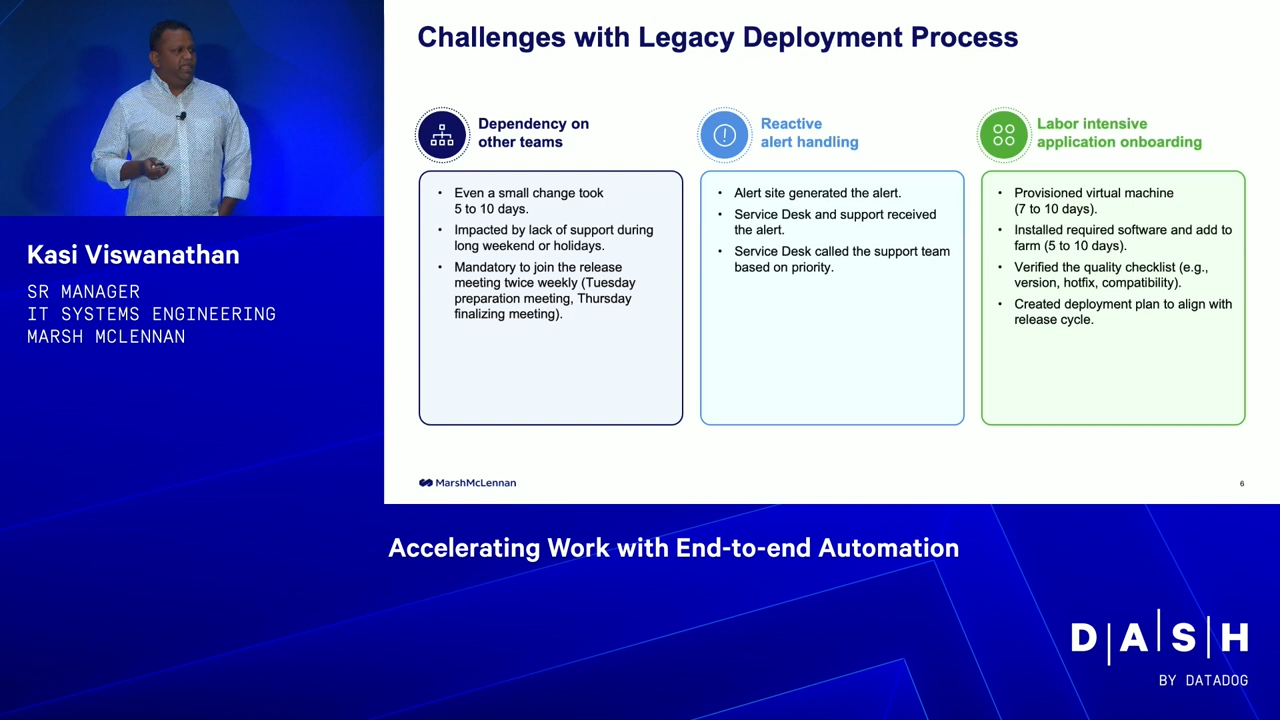 Challenges with Legacy Deployment Process
Dependency on
other teams
• Even a small change took
5 to 10 days.
• Impacted by lack of support during
long weekend or holidays.
• Mandatory to join the release
meeting twice weekly (Tuesday
preparation meeting, Thursday
finalizing meeting).
Reactive
alert handling
• Alert site generated the alert.
• Service Desk and support received
the alert.
• Service Desk called the support team
based on priority.
Labor intensive
application onboarding
• Provisioned virtual machine
(7 to 10 days).
• Installed required software and add to
farm (5 to 10 days).
• Verified the quality checklist (e.g.,
version, hotfix, compatibility).
• Created deployment plan to align with
release cycle.
MarshMcLennan
6
Kasi Viswanathan
SR MANAGER
IT SYSTEMS ENGINEERING
MARSH MCLENNAN
Accelerating Work with End-to-end Automation
D|A|S|H
BY DATADOG